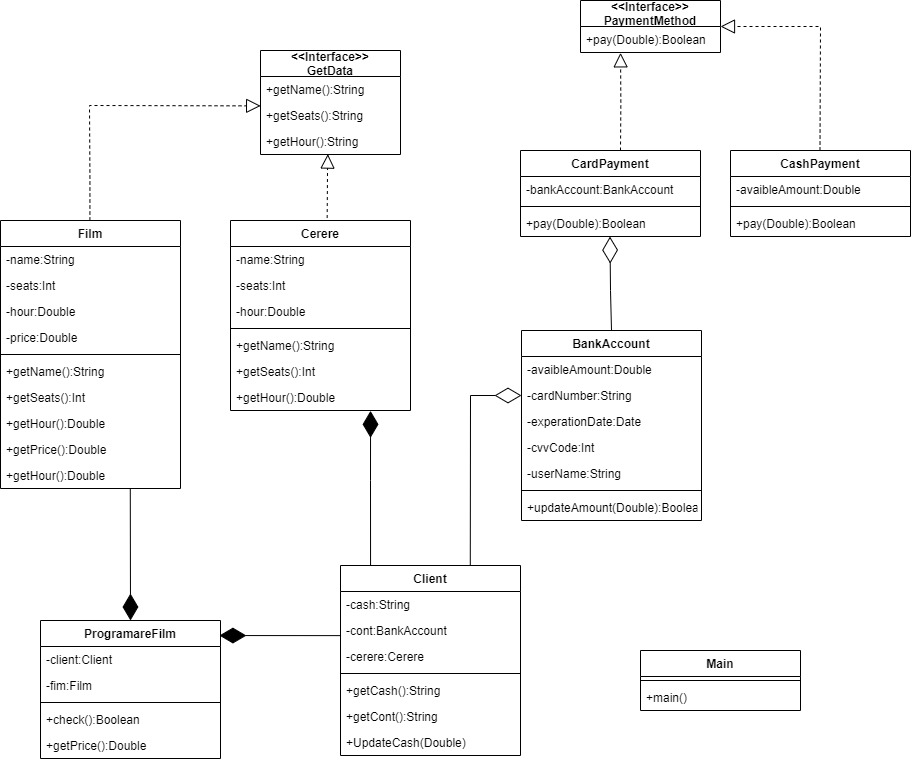 <<Interface>>
PaymentMethod
+pay(Double):Boolean
<<Interface>>
GetData
+getName():String
+getSeats():String
+getHour():String
CardPayment
-bankAccount:BankAccount
+pay(Double):Boolean
CashPayment
-avaibleAmount:Double
+pay(Double):Boolean
Film
-name:String
-seats:Int
-hour:Double
-price:Double
+getName():String
+getSeats():Int
+getHour():Double
+getPrice():Double
+getHour():Double
Cerere
-name:String
-seats:Int
-hour:Double
+getName():String
+getSeats():Int
+getHour():Double
BankAccount
-avaibleAmount:Double
-cardNumber:String
-experationDate:Date
-cvvCode:Int
-userName:String
+updateAmount(Double):Boolea
Client
-cash:String
-cont:BankAccount
-cerere:Cerere
+getCash():String
+getCont():String
+UpdateCash(Double)
ProgramareFilm
-client:Client
-fim:Film
+check():Boolean
+getPrice():Double
Main
+main()